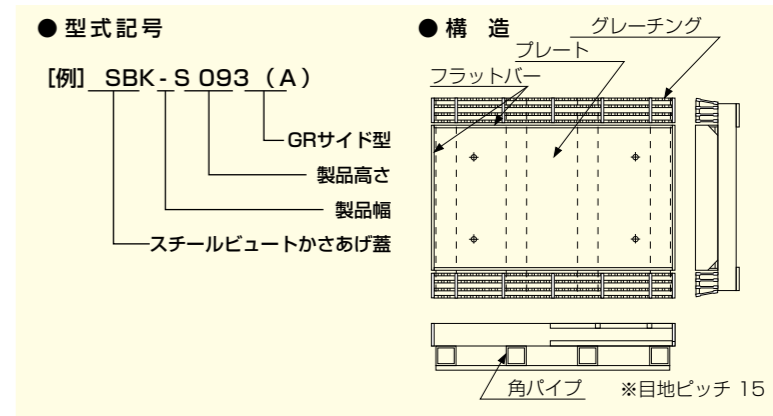 ● 型式記号
[例] SBK-S 093 (A)
GRサイド型
製品高さ
製品幅
スチールビュートかさあげ蓋
● 構 造
グレーチング
プレート
フラットバー
角パイプ
※目地ピッチ 15